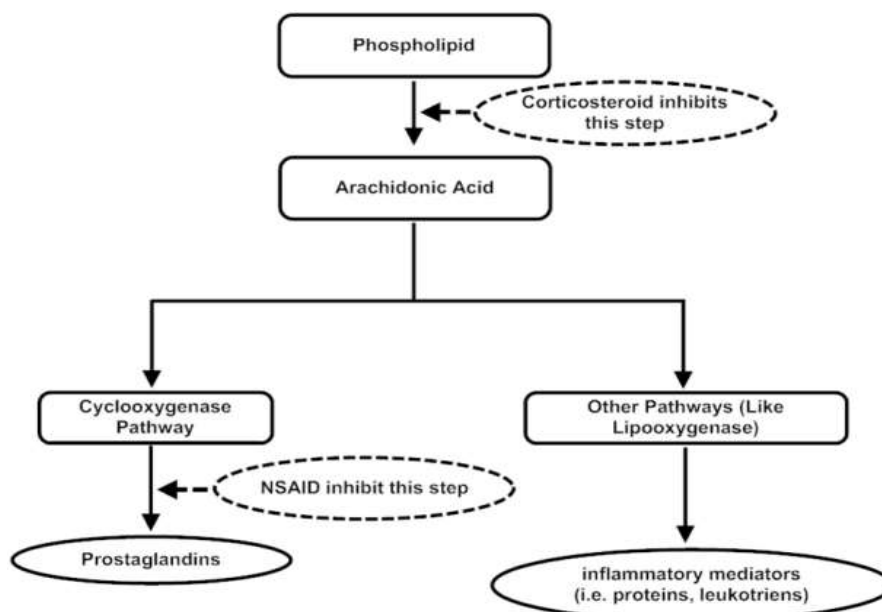 Phospholipid
Corticosteroid inhibits
this step
Arachidonic Acid
Cyclooxygenase
Pathway
Other Pathways (Like
Lipooxygenase)
NSAID inhibit this step
Prostaglandins
inflammatory mediators
(i.e. proteins, leukotriens)